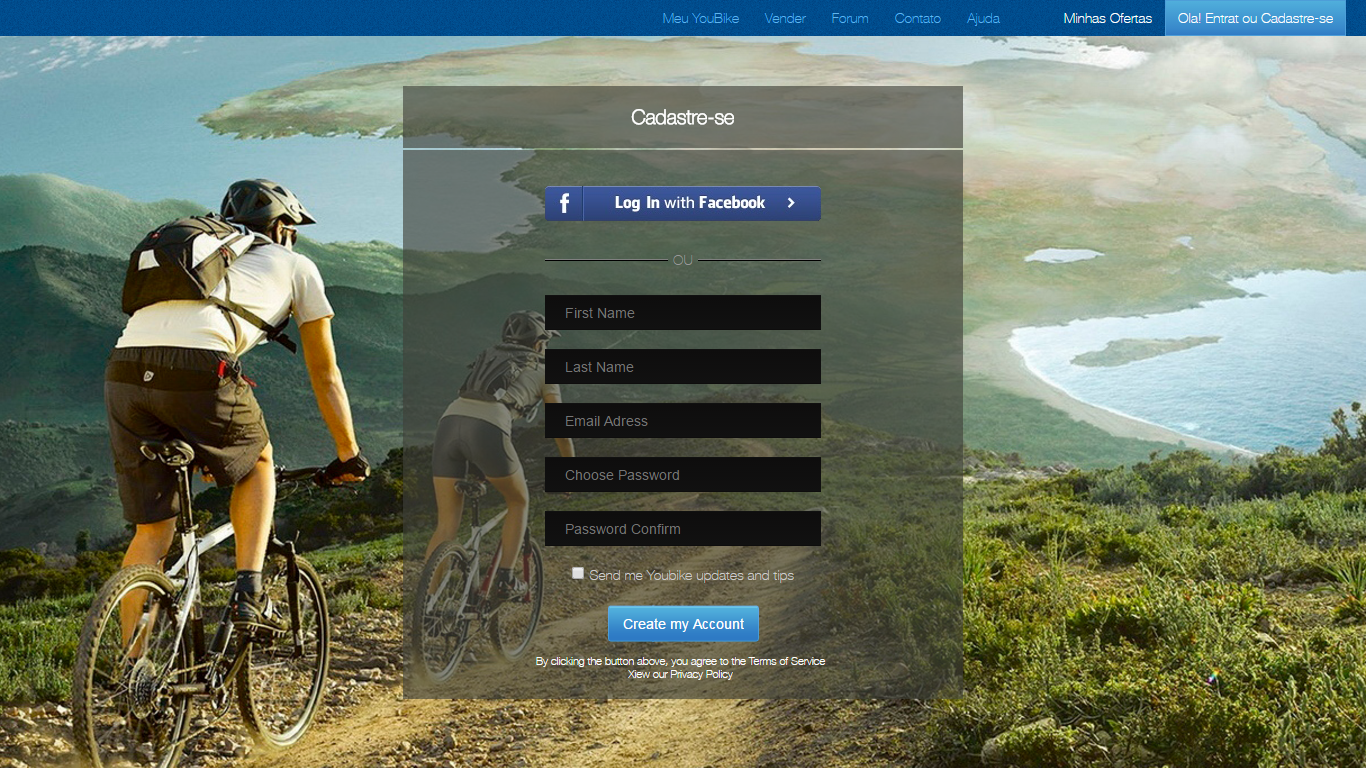 Meu YouBike Vender Forum Contato Ajuda Minhas Ofertas Ola! Entrat ou Cadastre-se
Cadastre-se
f Log In with Facebook
OU
First Name
Last Name
Email Adress
Choose Password
Password Confirm
Send me Youbike updates and tips
Create my Account
By clicking the button above, you agree to the Terms of Service
Xiew our Privacy Policy